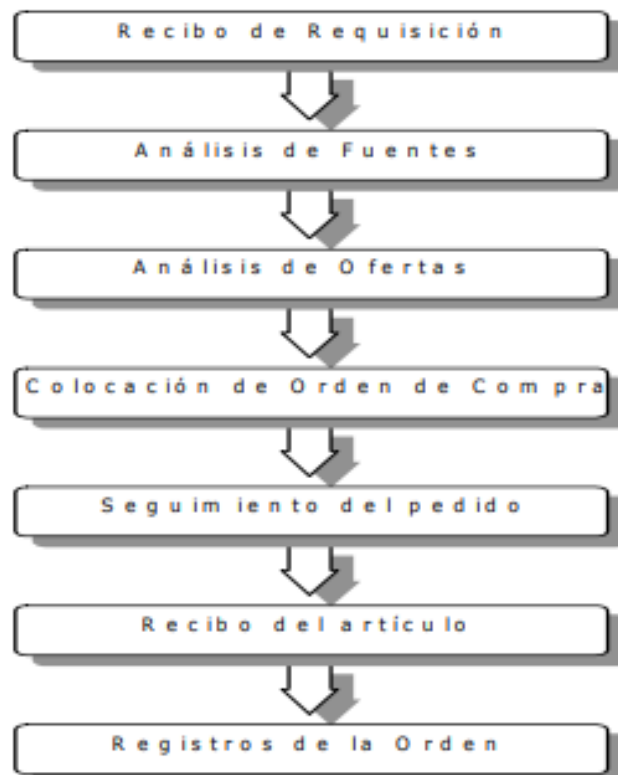 Recibo de Requisición
Análisis de Fuentes
Análisis de Ofertas
Colocación de Orden de Compra
Seguimiento del pedido
Recibo del artículo
Registros de la Orden